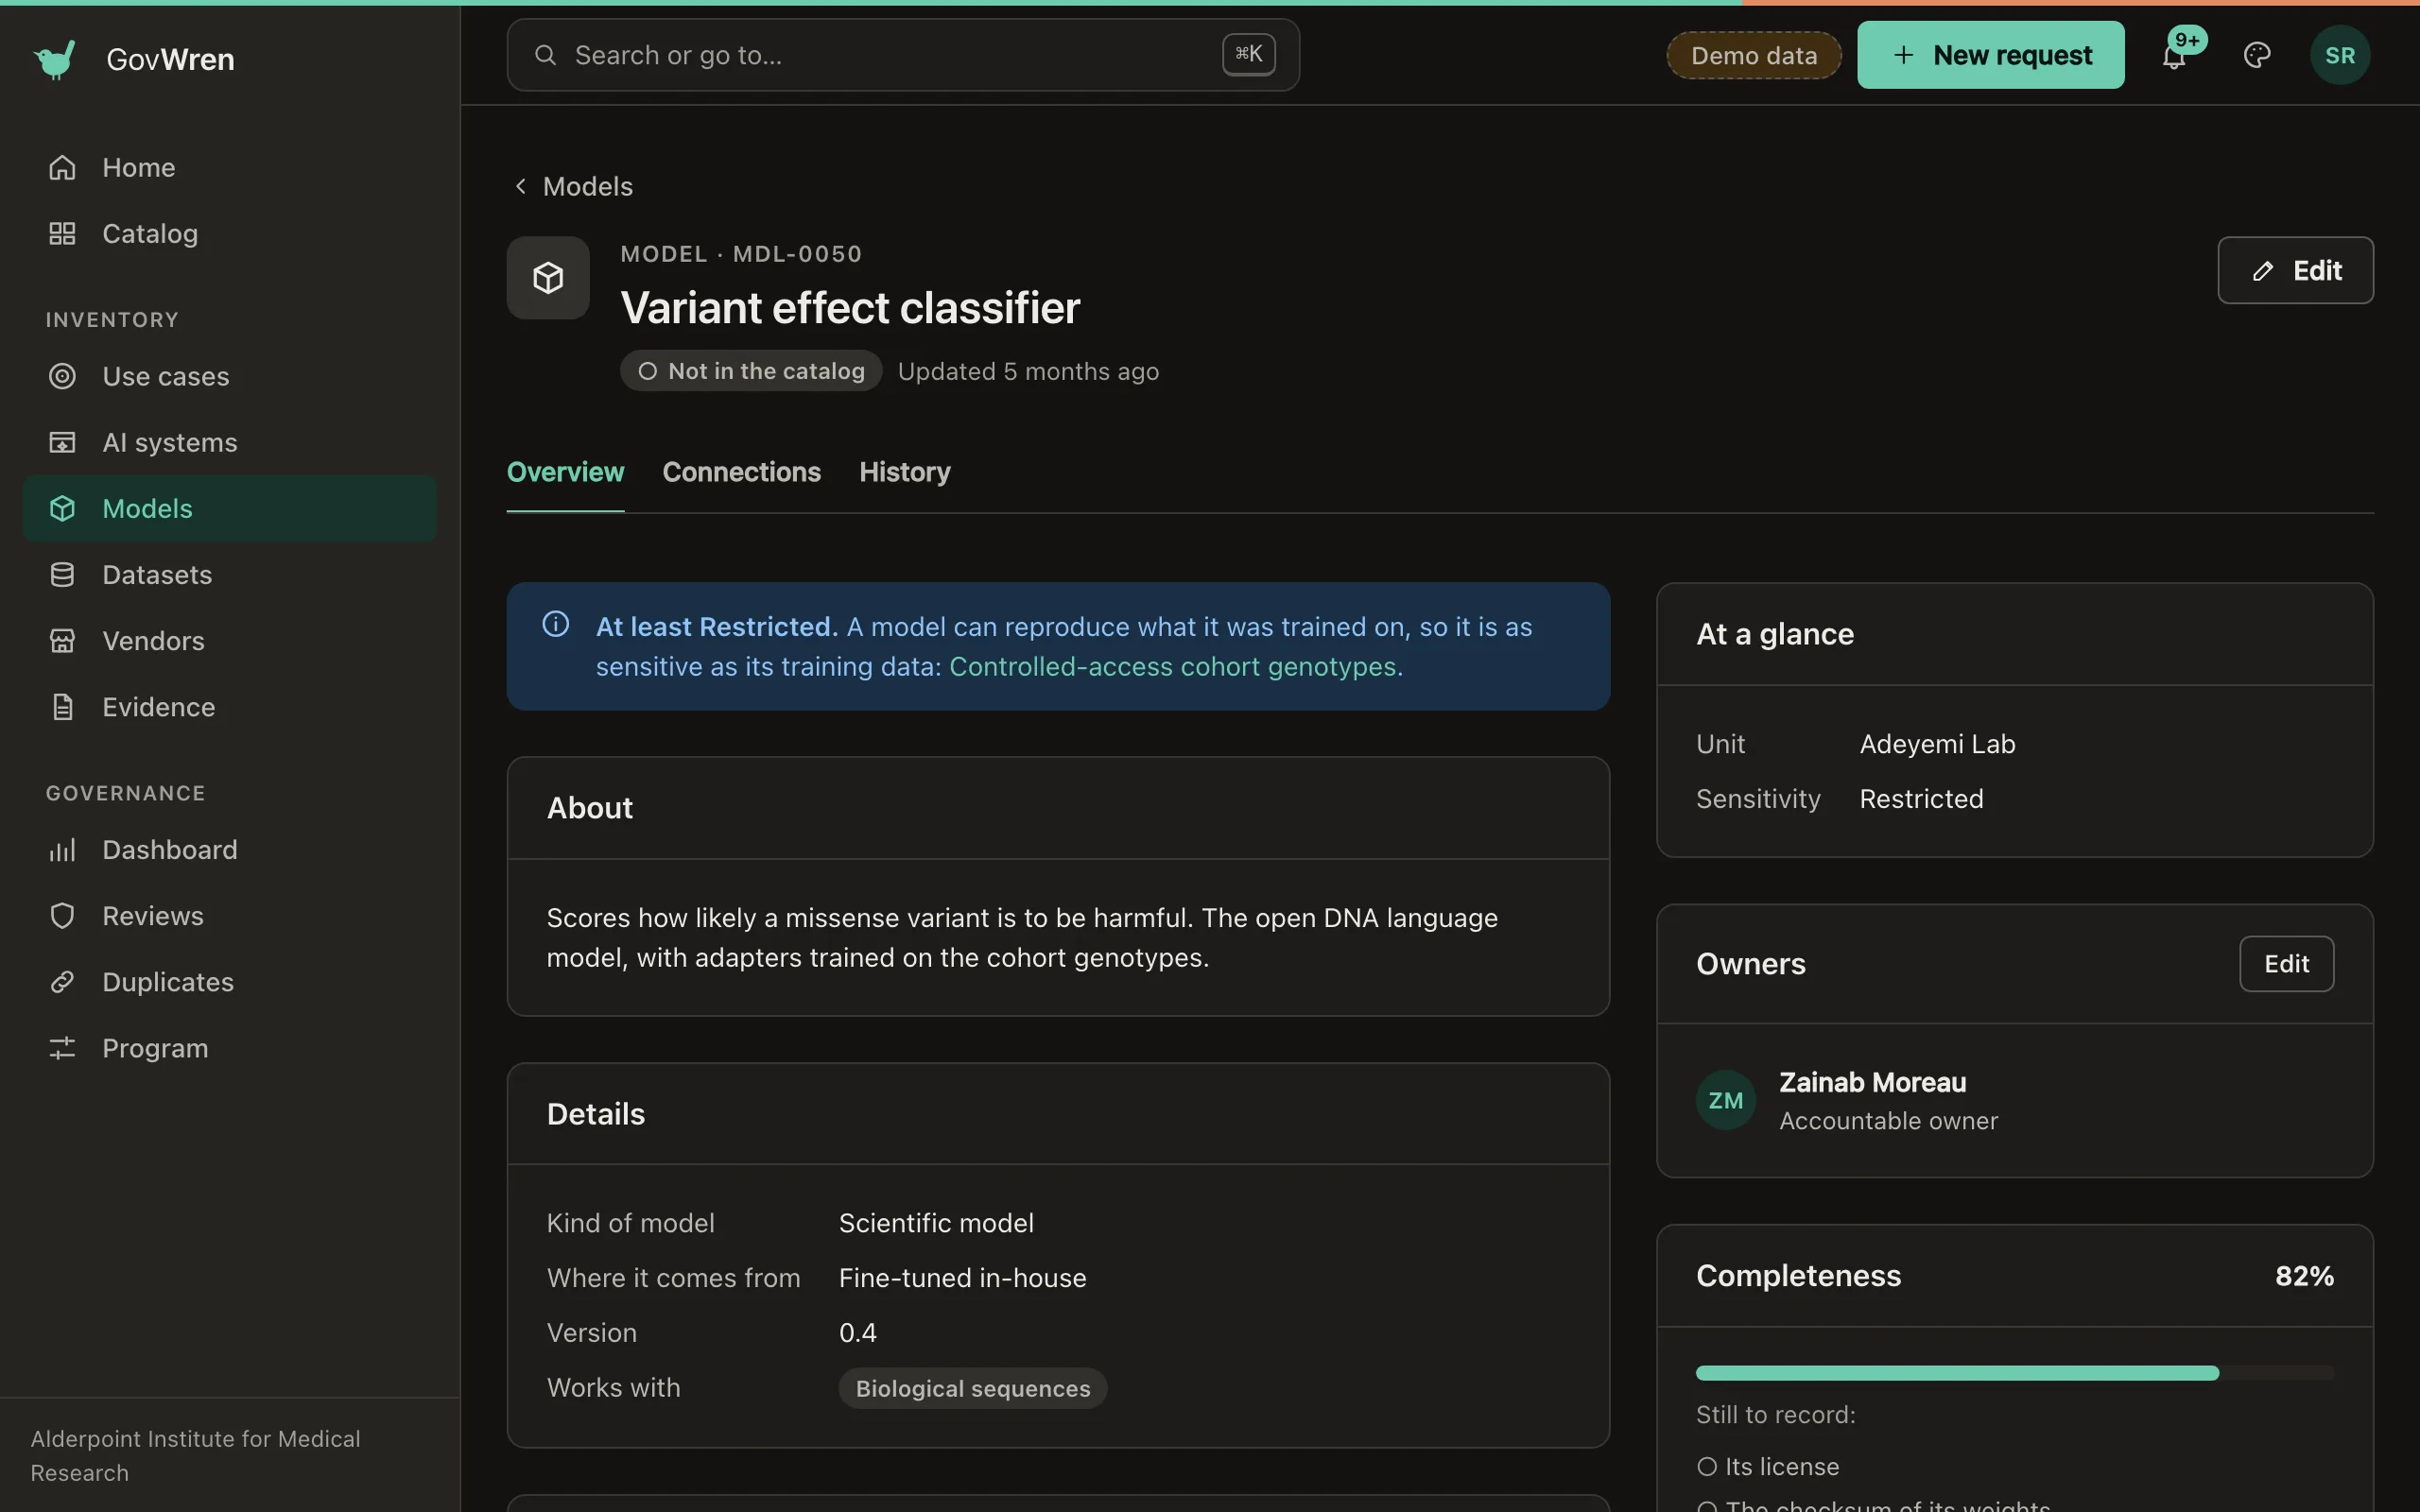 GovWren
Search or go to...
⌘K
Demo data
+ New request
9+
SR
Home
Catalog
INVENTORY
Use cases
AI systems
Models
Datasets
Vendors
Evidence
GOVERNANCE
Dashboard
Reviews
Duplicates
Program
Alderpoint Institute for Medical
Research
Models
MODEL · MDL-0050
Variant effect classifier
Not in the catalog
Updated 5 months ago
Edit
Overview
Connections
History
At least Restricted. A model can reproduce what it was trained on, so it is as
sensitive as its training data: Controlled-access cohort genotypes.
About
Scores how likely a missense variant is to be harmful. The open DNA language
model, with adapters trained on the cohort genotypes.
Details
Kind of model Scientific model
Where it comes from Fine-tuned in-house
Version 0.4
Works with Biological sequences
At a glance
Unit Adeyemi Lab
Sensitivity Restricted
Owners
Edit
ZM
Zainab Moreau
Accountable owner
Completeness 82%
Still to record:
Its license
The checksum of its weights